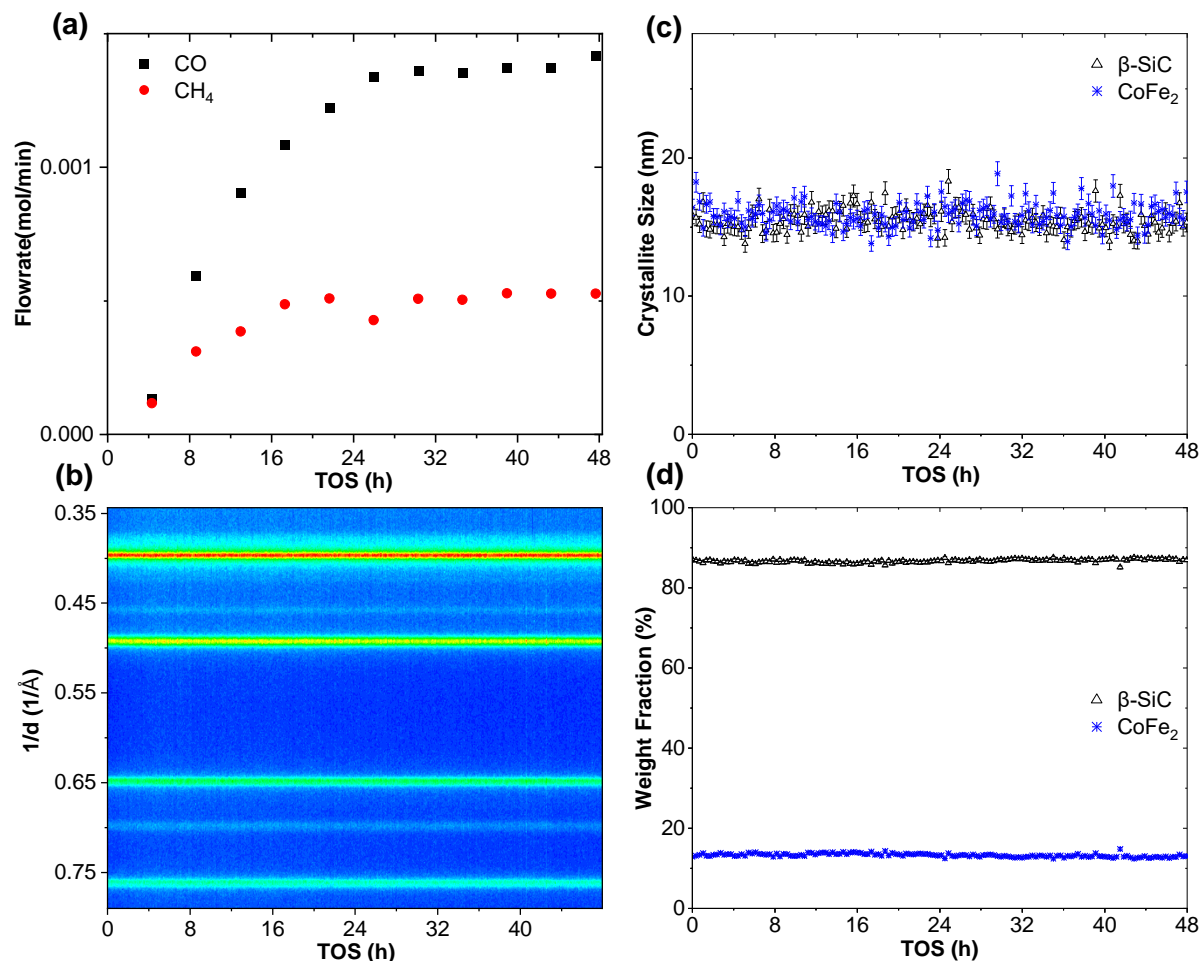 (a)
CO
CH₄
Flowrate(mol/min)
0.001
0.000
0 8 16 24 32 40 48
TOS (h)
(b)
1/d (1/Å)
0.35
0.45
0.55
0.65
0.75
0 8 16 24 32 40
TOS (h)
(c)
β-SiC
CoFe₂
Crystallite Size (nm)
20
10
0
0 8 16 24 32 40 48
TOS (h)
(d)
100
80
60
40
20
0
Weight Fraction (%)
β-SiC
CoFe₂
0 8 16 24 32 40 48
TOS (h)